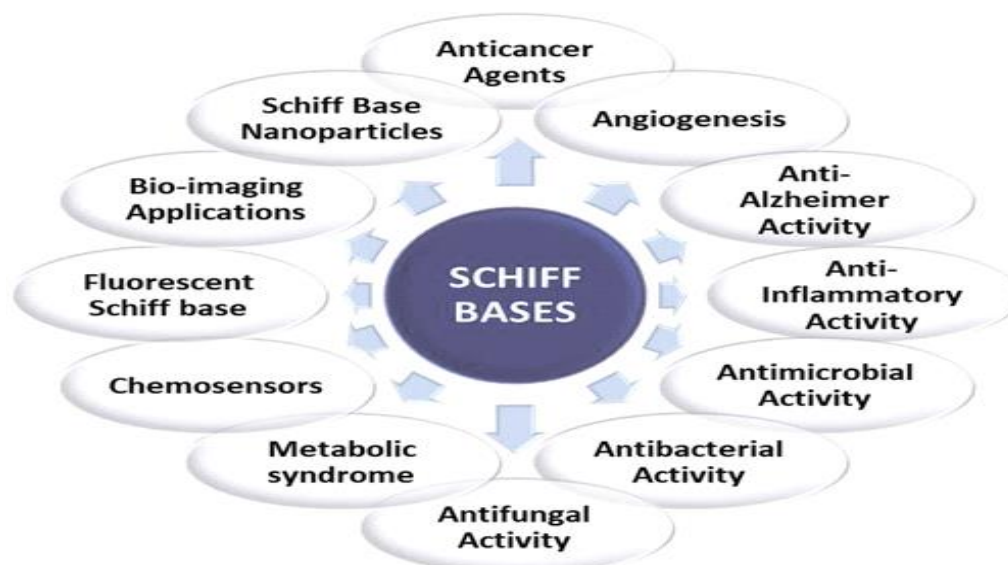 Anticancer
Agents
Schiff Base
Nanoparticles
Angiogenesis
Bio-imaging
Applications
Anti-
Alzheimer
Activity
SCHIFF
BASES
Fluorescent
Schiff base
Anti-
Inflammatory
Activity
Chemosensors
Antimicrobial
Activity
Metabolic
syndrome
Antibacterial
Activity
Antifungal
Activity